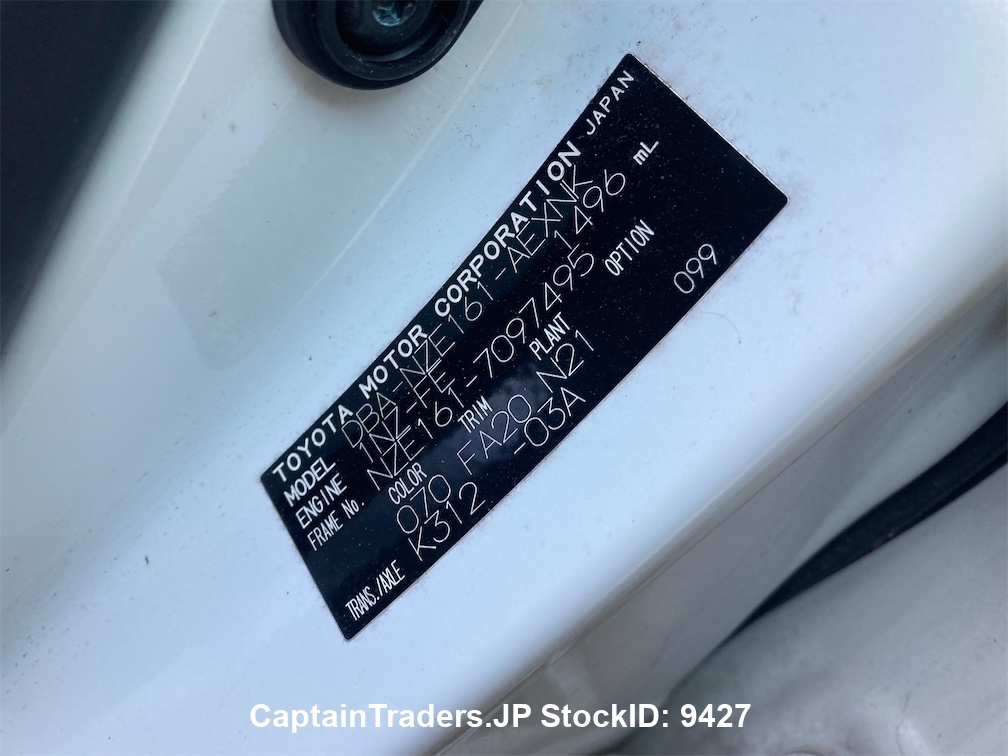 TOYOTA MOTOR CORPORATION JAPAN
MODEL DBA-NZE161-AEXNK
ENGINE 1NZ-FE 1496 mL
FRAME No. NZE161-7097495
COLOR TRIM PLANT OPTION
070 FA20 N21 099
TRANS./AXLE K312 -03A
CaptainTraders.JP StockID: 9427